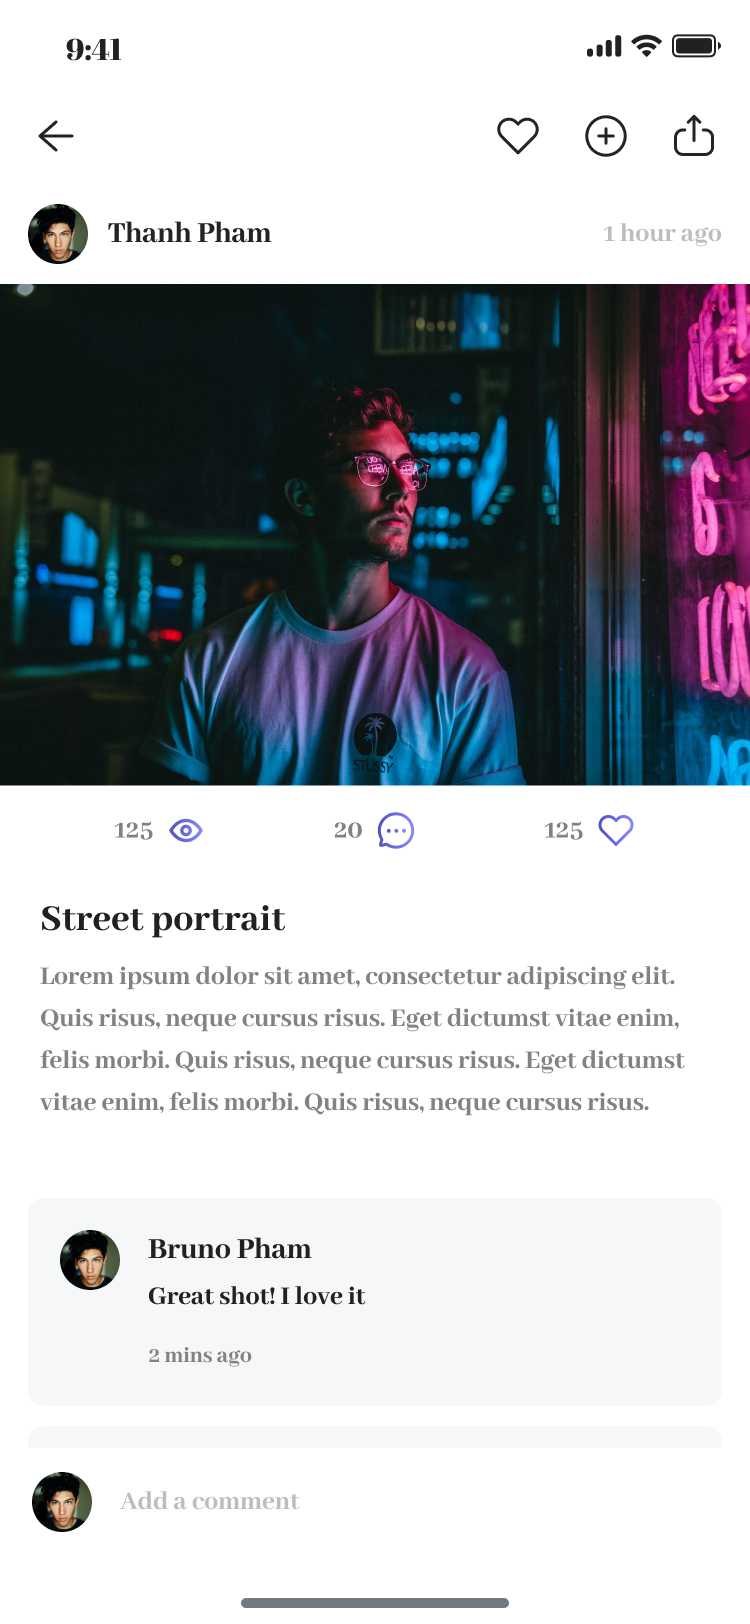 9:41
Thanh Pham
1 hour ago
STUSSY
125
20
125
Street portrait
Lorem ipsum dolor sit amet, consectetur adipiscing elit.
Quis risus, neque cursus risus. Eget dictumst vitae enim,
felis morbi. Quis risus, neque cursus risus. Eget dictumst
vitae enim, felis morbi. Quis risus, neque cursus risus.
Bruno Pham
Great shot! I love it
2 mins ago
Add a comment